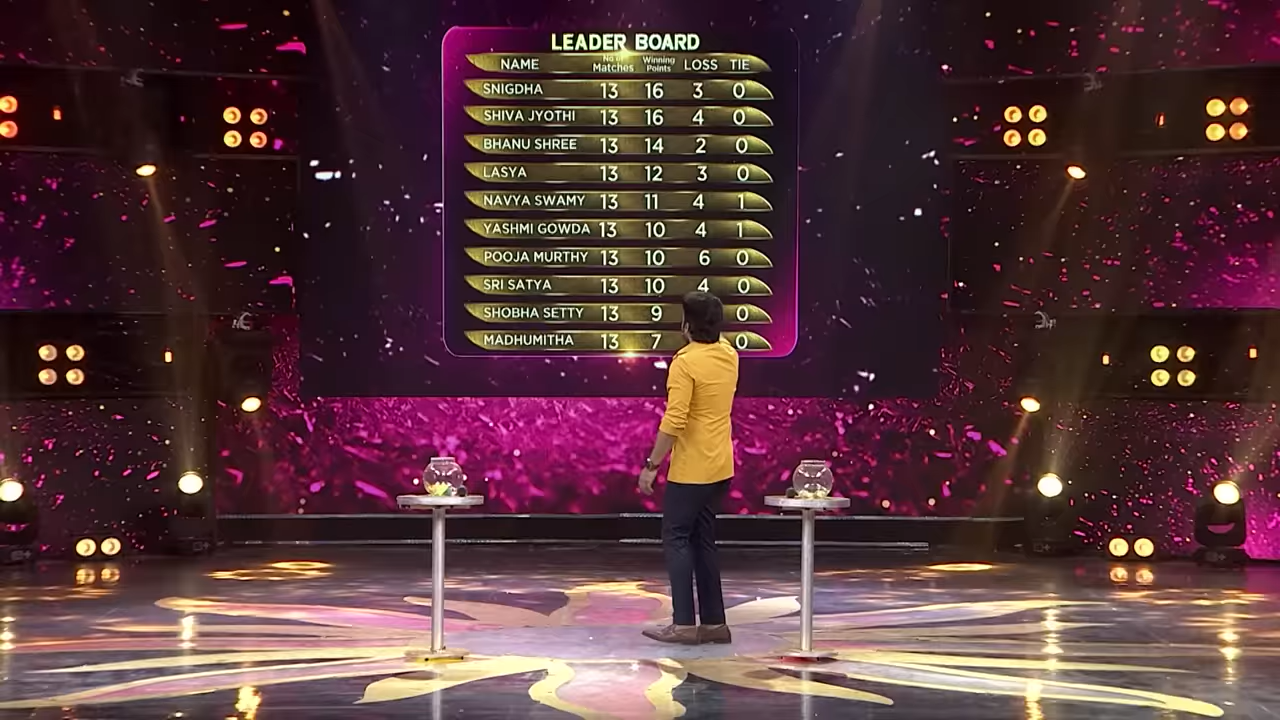 LEADER BOARD
NAME No of Matches Winning Points LOSS TIE
SNIGDHA 13 16 3 0
SHIVA JYOTHI 13 16 4 0
BHANU SHREE 13 14 2 0
LASYA 13 12 3 0
NAVYA SWAMY 13 11 4 1
YASHMI GOWDA 13 10 4 1
POOJA MURTHY 13 10 6 0
SRI SATYA 13 10 4 0
SHOBHA SETTY 13 9 0
MADHUMITHA 13 7 0